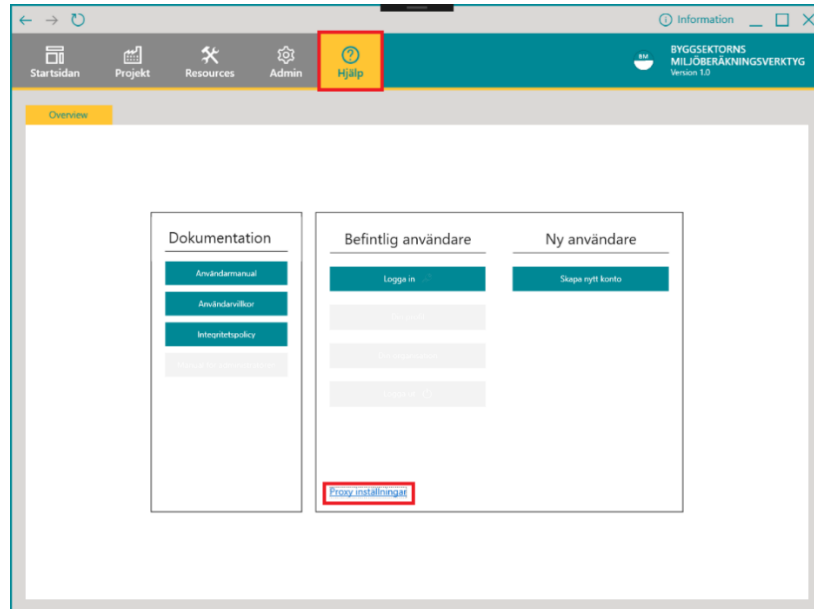 Information
Startsidan
Projekt
Resources
Admin
Hjälp
BM
BYGGSEKTORNS
MILJÖBERÄKNINGSVERKTYG
Version 1.0
Overview
Dokumentation
Användarmanual
Användarvillkor
Integritetspolicy
Befintlig användare
Logga in
Proxy inställningar
Ny användare
Skapa nytt konto